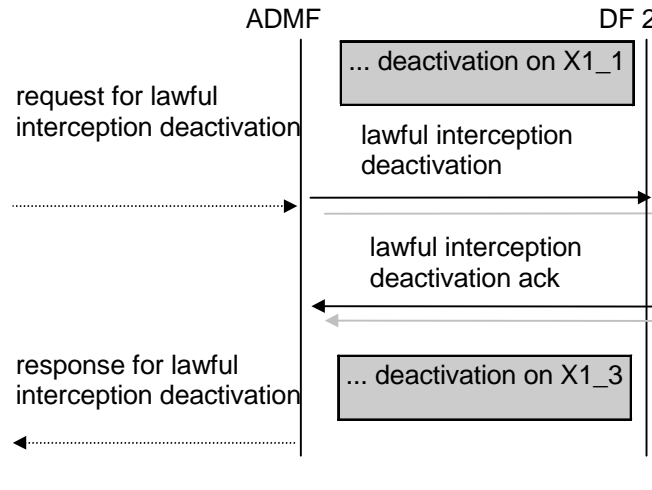 ADMF
DF 2
... deactivation on X1_1
request for lawful
interception deactivation
lawful interception
deactivation
lawful interception
deactivation ack
response for lawful
interception deactivation
... deactivation on X1_3